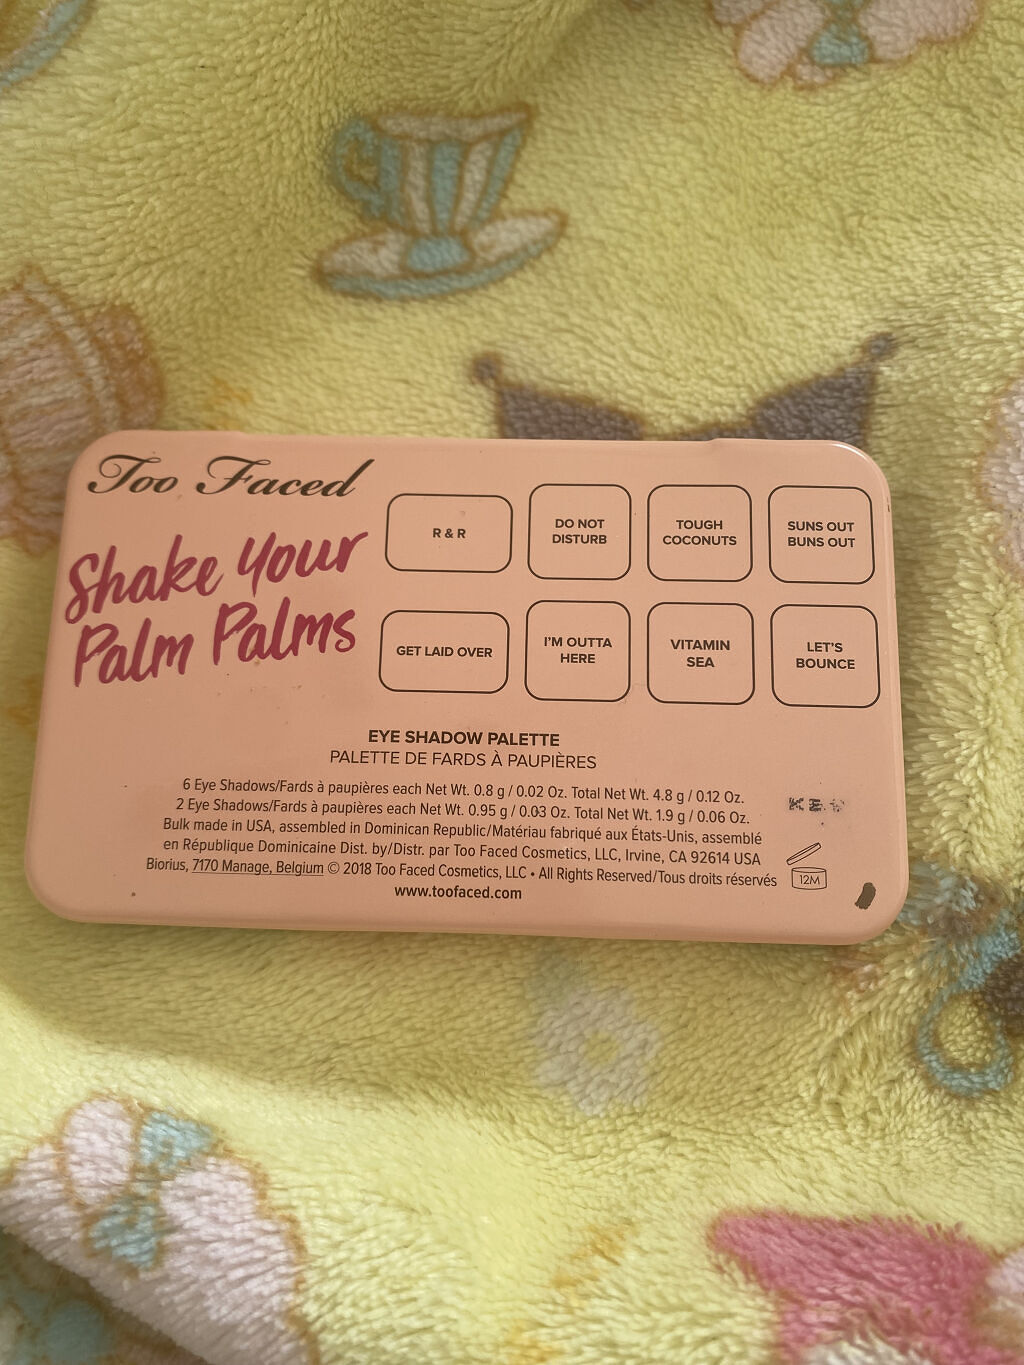 Too Faced
Shake Your
Palm Palms
R & R
DO NOT
DISTURB
TOUGH
COCONUTS
SUNS OUT
BUNS OUT
GET LAID OVER
I'M OUTTA
HERE
VITAMIN
SEA
LET'S
BOUNCE
EYE SHADOW PALETTE
PALETTE DE FARDS À PAUPIÈRES
6 Eye Shadows/Fards à paupières each Net Wt. 0.8 g / 0.02 Oz. Total Net Wt. 4.8 g / 0.12 Oz.
2 Eye Shadows/Fards à paupières each Net Wt. 0.95 g / 0.03 Oz. Total Net Wt. 1.9 g / 0.06 Oz.
Bulk made in USA, assembled in Dominican Republic/Matériau fabriqué aux États-Unis, assemblé
en République Dominicaine Dist. by/Distr. par Too Faced Cosmetics, LLC, Irvine, CA 92614 USA
Biorius, 7170 Manage, Belgium © 2018 Too Faced Cosmetics, LLC • All Rights Reserved/Tous droits réservés
www.toofaced.com
12M